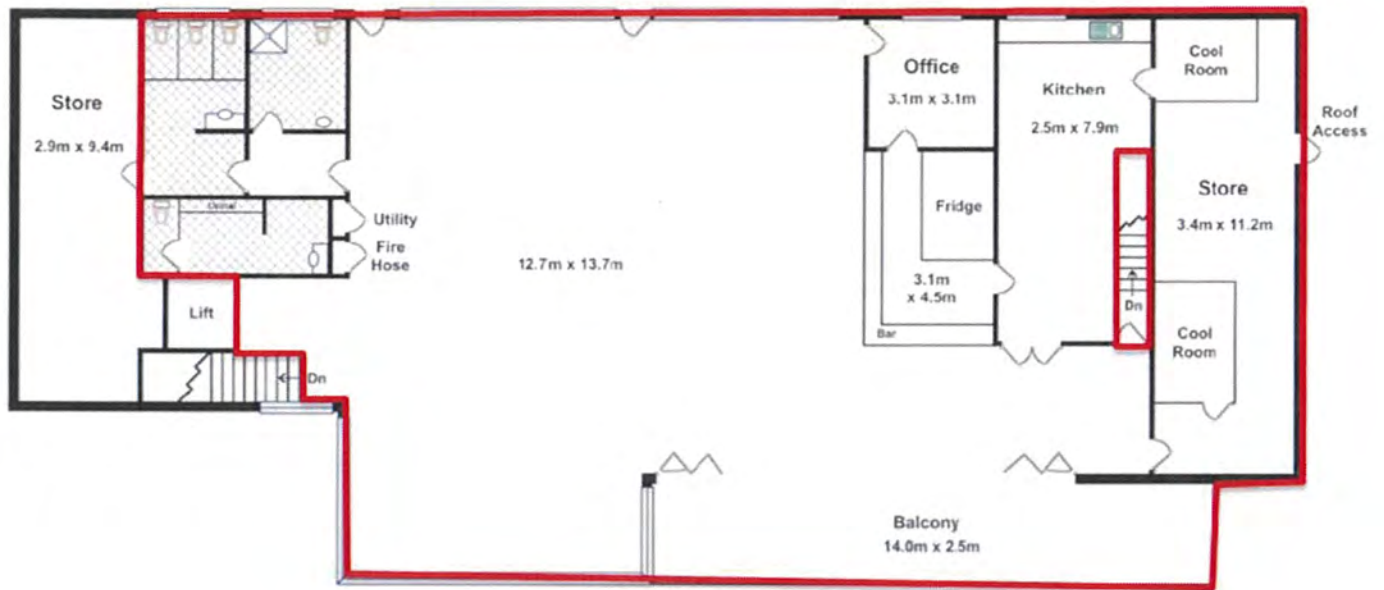 Store
2.9m x 9.4m
Urinal
Utility
Fire
Hose
Lift
Dn
12.7m x 13.7m
Office
3.1m x 3.1m
Fridge
3.1m
x 4.5m
Bar
Kitchen
2.5m x 7.9m
Dn
Cool
Room
Roof
Access
Store
3.4m x 11.2m
Cool
Room
Balcony
14.0m x 2.5m